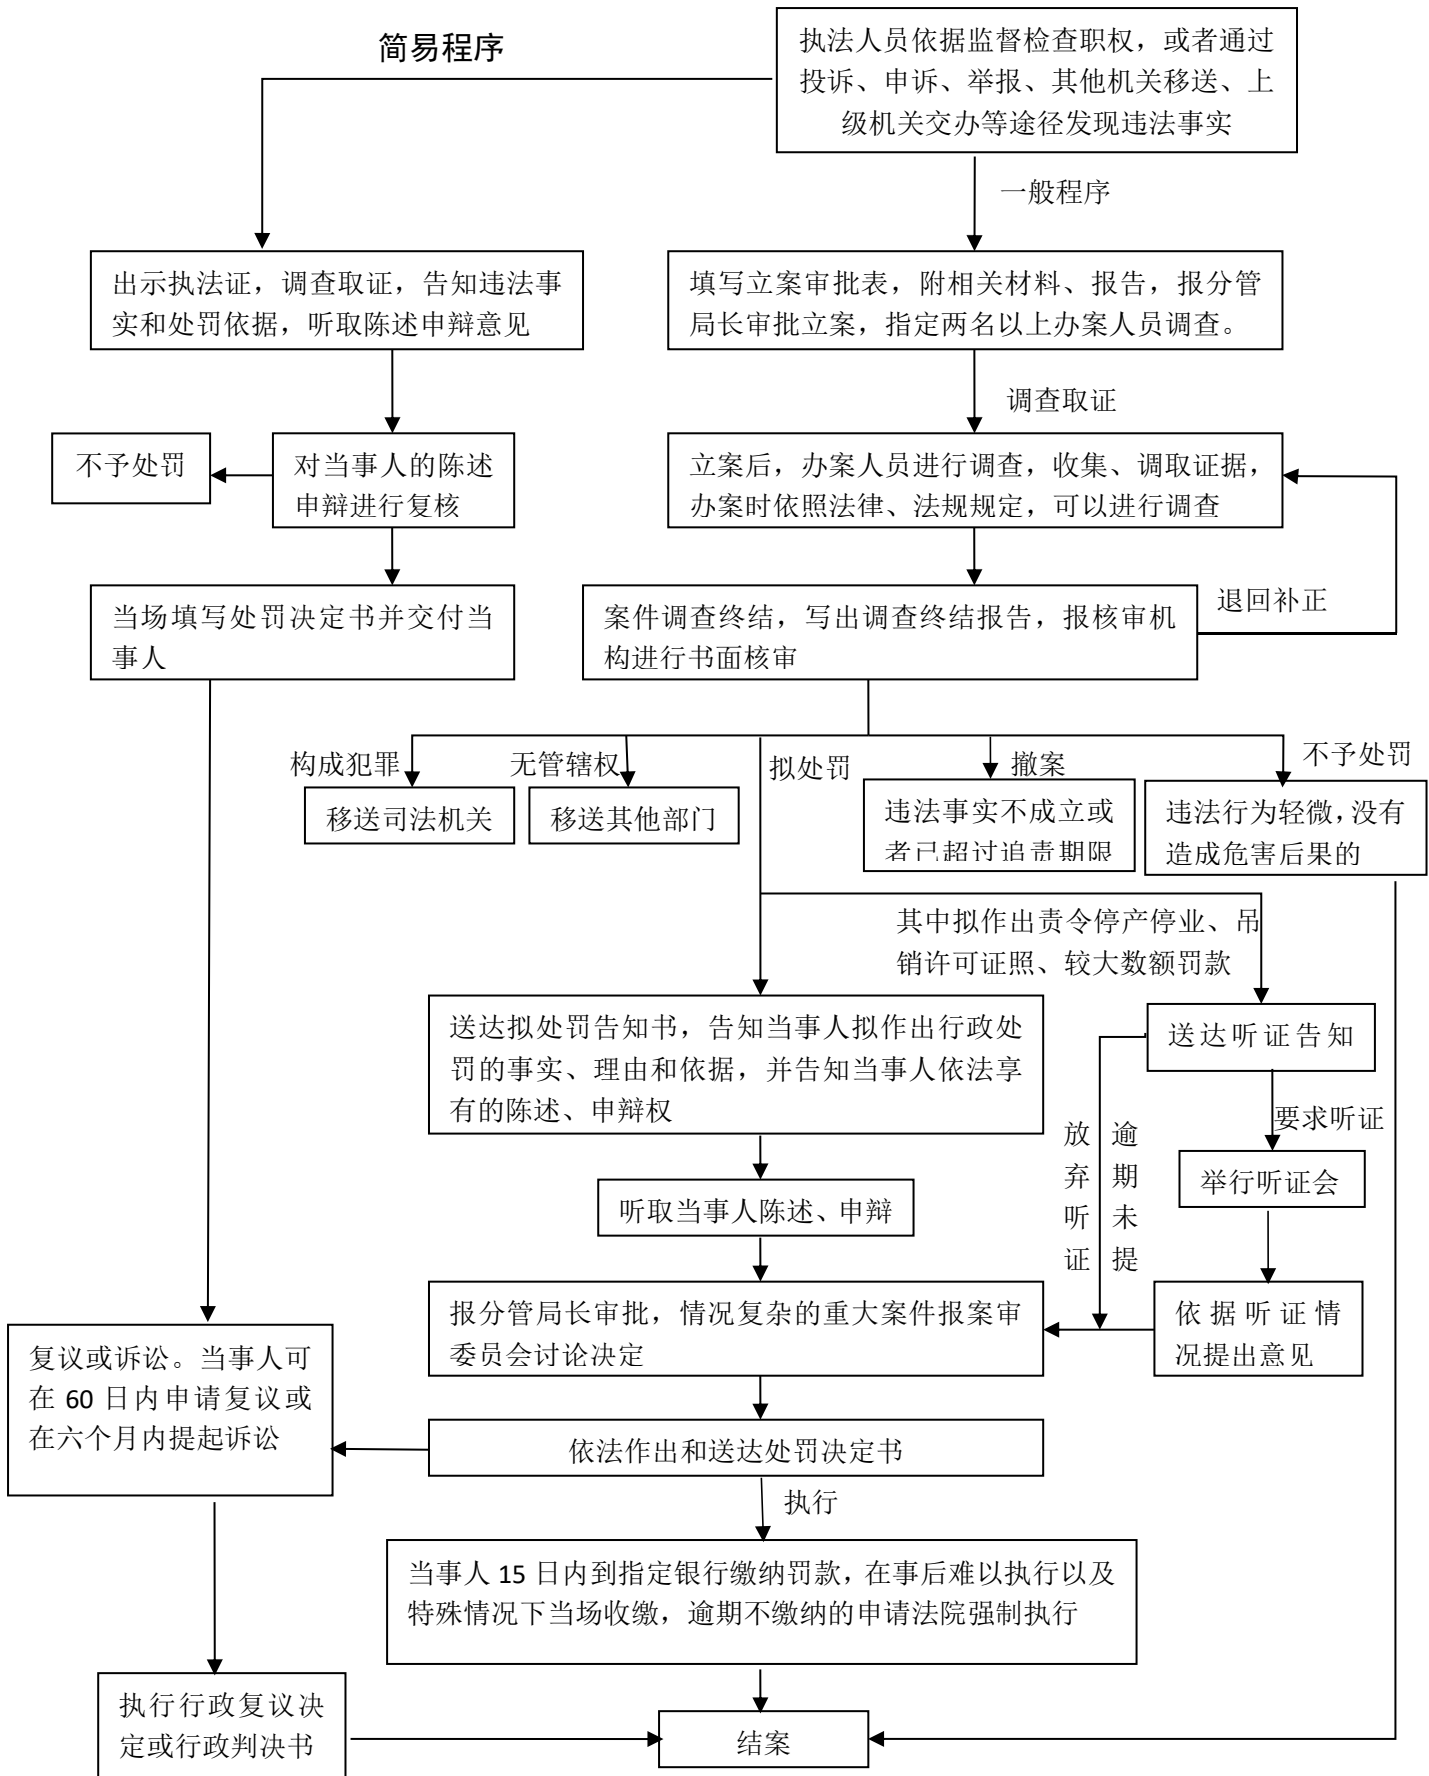 简易程序
执法人员依据监督检查职权，或者通过
投诉、申诉、举报、其他机关移送、上
级机关交办等途径发现违法事实
一般程序
出示执法证，调查取证，告知违法事
实和处罚依据，听取陈述申辩意见
填写立案审批表，附相关材料、报告，报分管
局长审批立案，指定两名以上办案人员调查。
调查取证
不予处罚
对当事人的陈述
申辩进行复核
立案后，办案人员进行调查，收集、调取证据，
办案时依照法律、法规规定，可以进行调查
当场填写处罚决定书并交付当
事人
案件调查终结，写出调查终结报告，报核审机
构进行书面核审
退回补正
构成犯罪
无管辖权
拟处罚
撤案
不予处罚
移送司法机关
移送其他部门
违法事实不成立或
者已超过追责期限
违法行为轻微，没有
造成危害后果的
其中拟作出责令停产停业、吊
销许可证照、较大数额罚款
送达拟处罚告知书，告知当事人拟作出行政处
罚的事实、理由和依据，并告知当事人依法享
有的陈述、申辩权
送达听证告知
放弃听证
逾期未提
要求听证
举行听证会
听取当事人陈述、申辩
报分管局长审批，情况复杂的重大案件报案审
委员会讨论决定
依据听证情
况提出意见
复议或诉讼。当事人可
在 60 日内申请复议或
在六个月内提起诉讼
依法作出和送达处罚决定书
执行
当事人 15 日内到指定银行缴纳罚款，在事后难以执行以及
特殊情况下当场收缴，逾期不缴纳的申请法院强制执行
执行行政复议决
定或行政判决书
结案